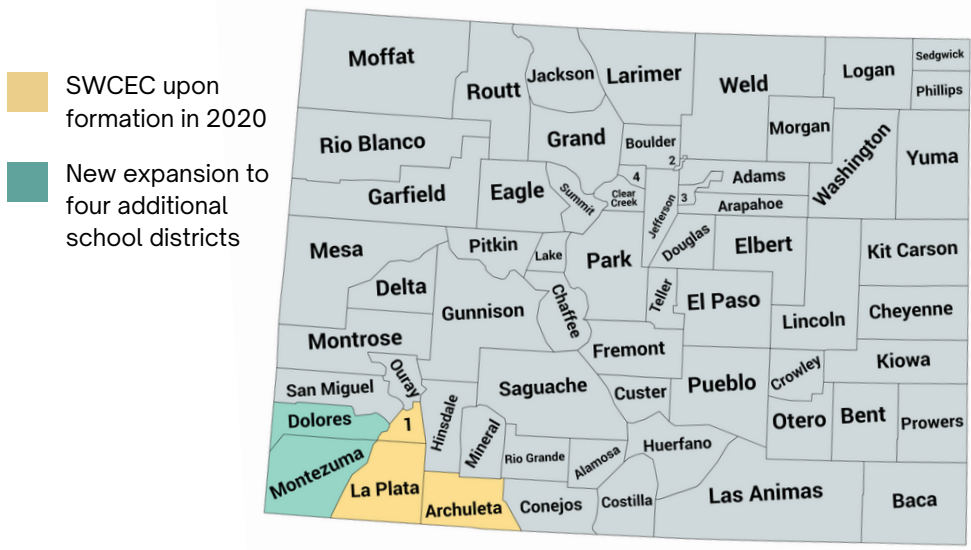 SWCEC upon
formation in 2020
New expansion to
four additional
school districts
Moffat
Routt
Jackson
Larimer
Weld
Logan
Sedgwick
Phillips
Rio Blanco
Grand
Boulder
Morgan
Washington
Yuma
2
Garfield
Eagle
Summit
4
Clear
Creek
Jefferson
3
Adams
Arapahoe
Mesa
Pitkin
Lake
Park
Douglas
Elbert
Kit Carson
Delta
Gunnison
Chaffee
Teller
El Paso
Lincoln
Cheyenne
Montrose
Fremont
Kiowa
San Miguel
Ouray
Saguache
Custer
Pueblo
Crowley
Dolores
1
Hinsdale
Mineral
Rio Grande
Alamosa
Huerfano
Otero
Bent
Prowers
Montezuma
La Plata
Archuleta
Conejos
Costilla
Las Animas
Baca